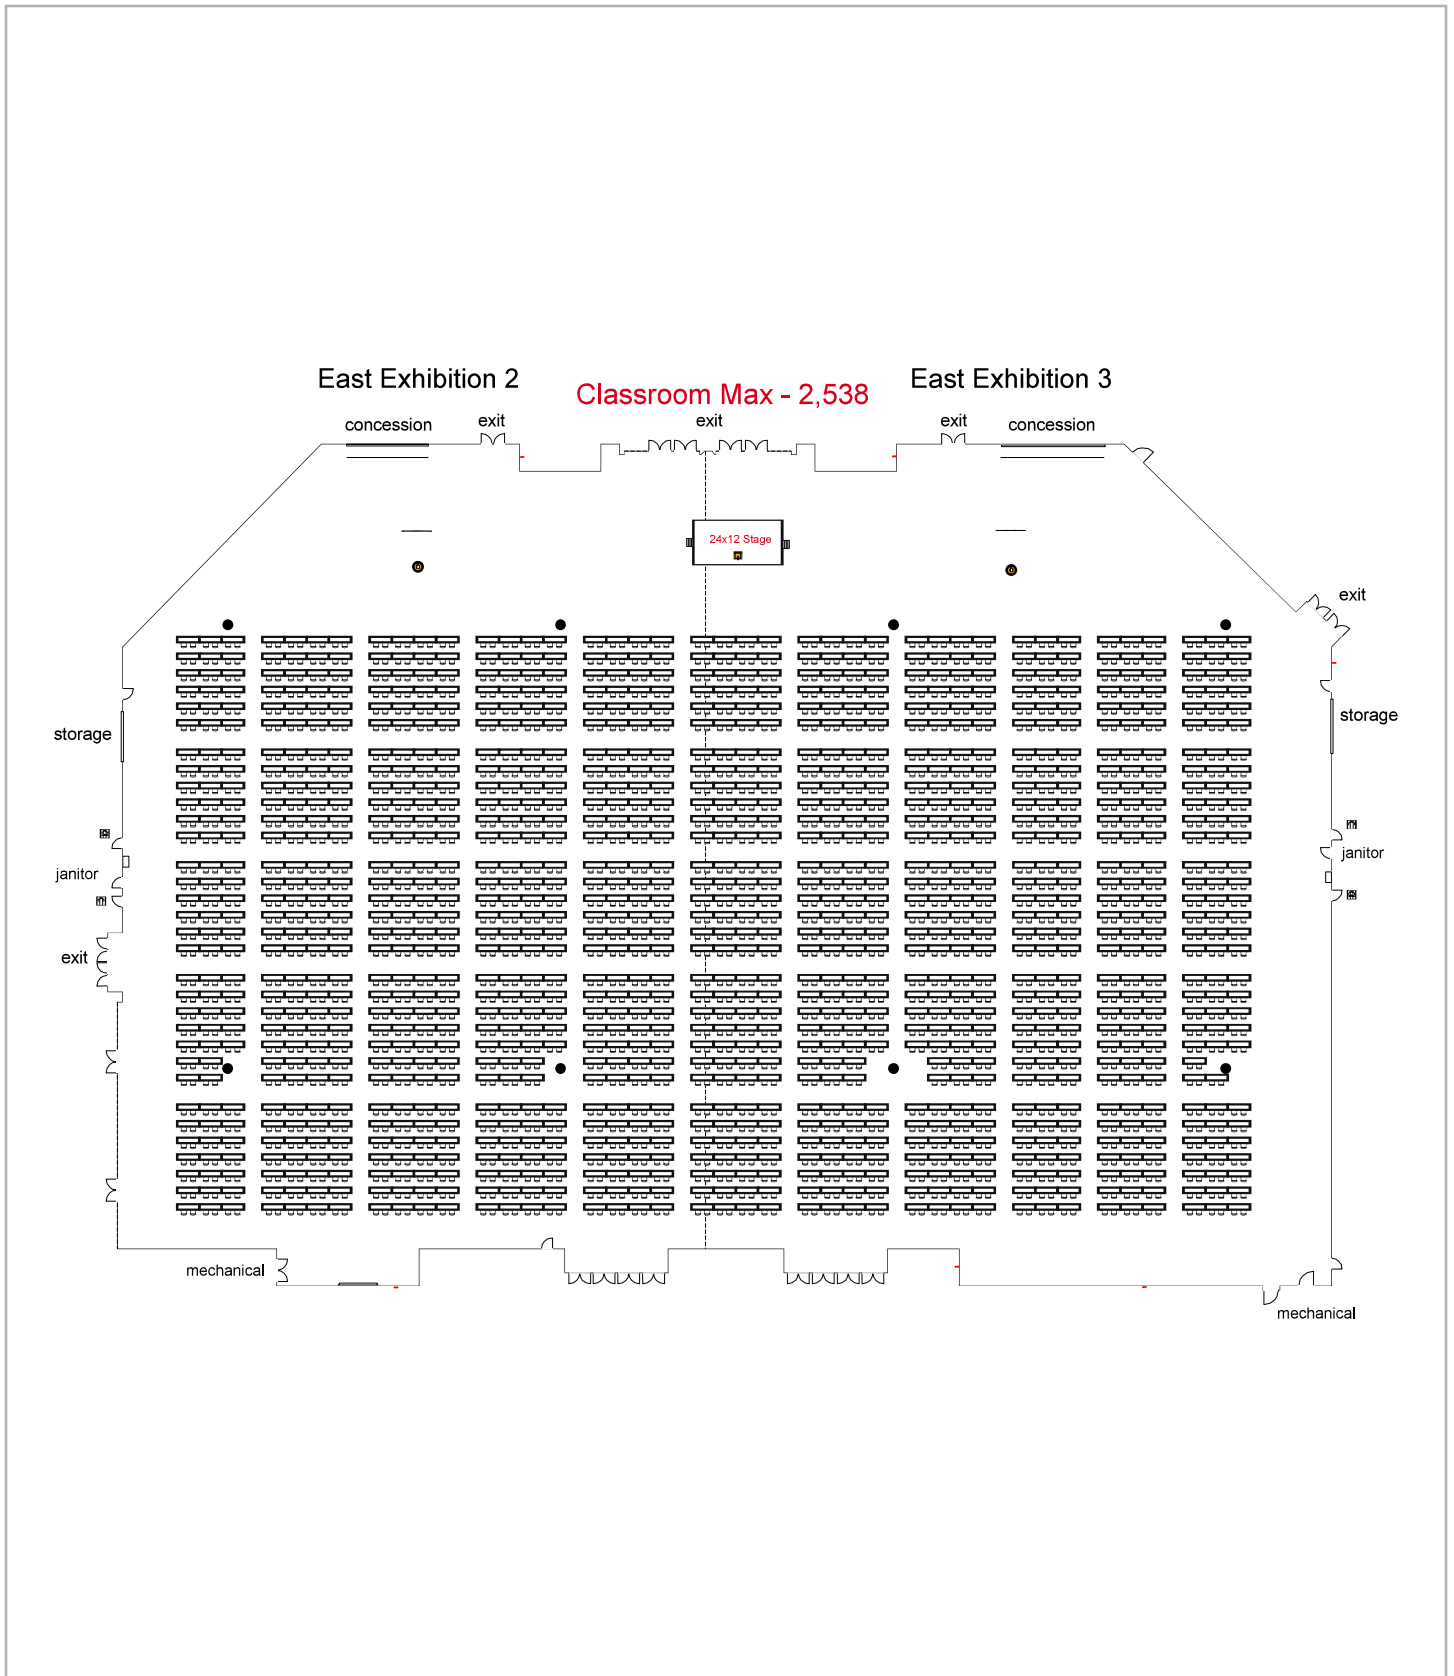 East Exhibition 2
Classroom Max - 2,538
East Exhibition 3
concession
exit
exit
exit
concession
24x12 Stage
exit
storage
storage
janitor
janitor
exit
mechanical
mechanical